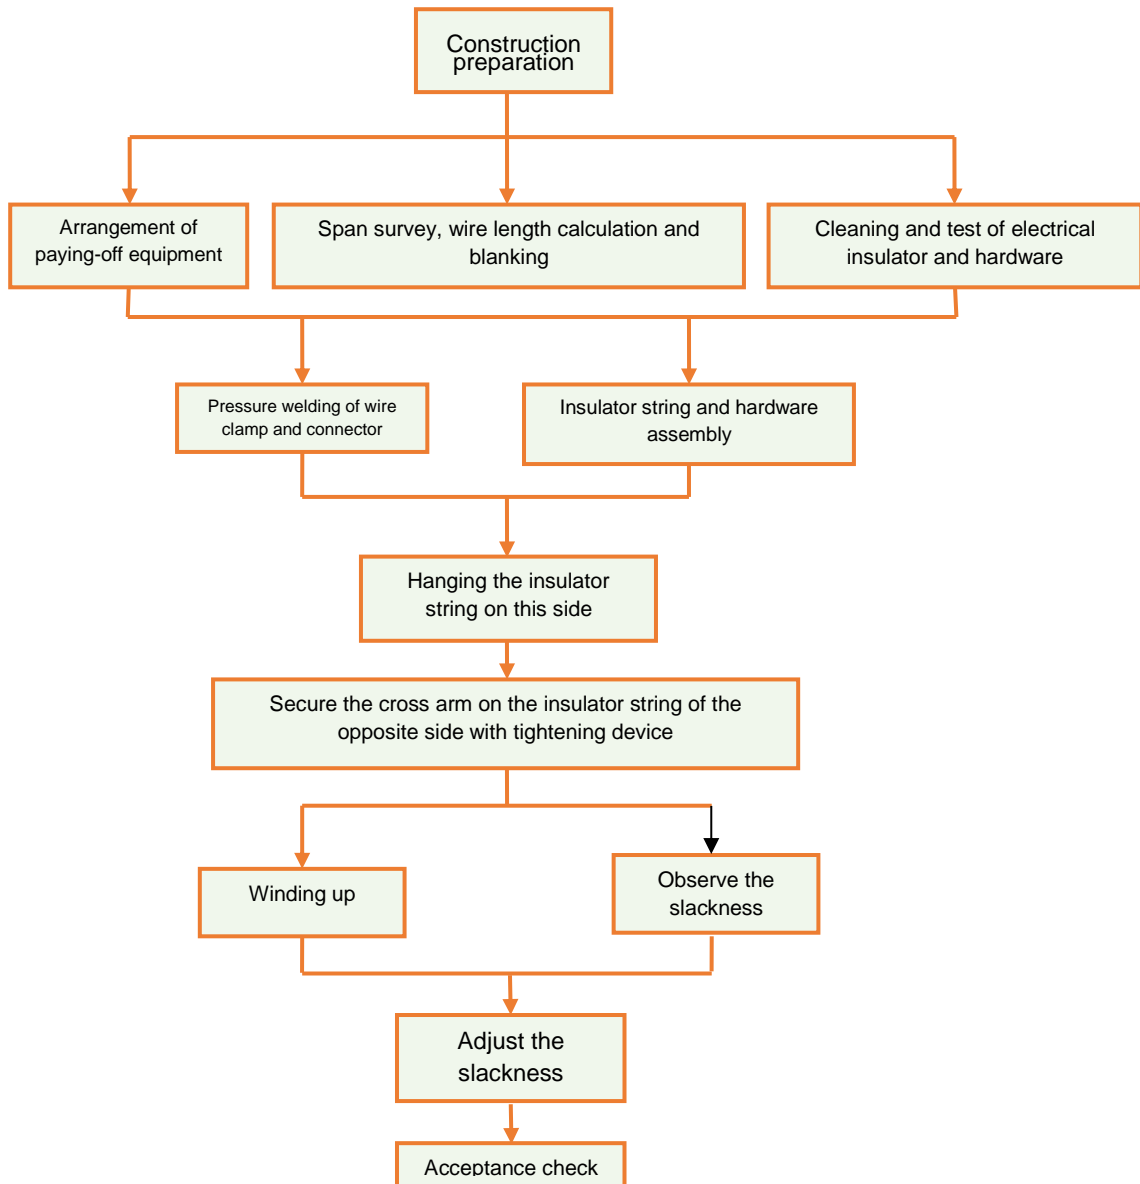 Construction
preparation
Arrangement of
paying-off equipment
Span survey, wire length calculation and
blanking
Cleaning and test of electrical
insulator and hardware
Pressure welding of wire
clamp and connector
Insulator string and hardware
assembly
Hanging the insulator
string on this side
Secure the cross arm on the insulator string of the
opposite side with tightening device
Winding up
Observe the
slackness
Adjust the
slackness
Acceptance check